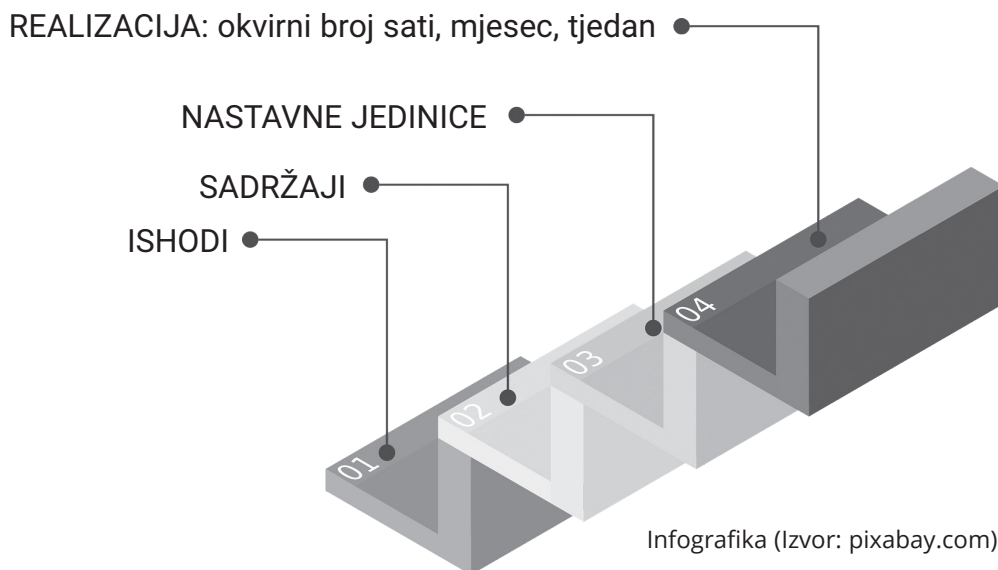 REALIZACIJA: okvirni broj sati, mjesec, tjedan
NASTAVNE JEDINICE
SADRŽAJI
ISHODI
04
03
02
01
Infografika (Izvor: pixabay.com)